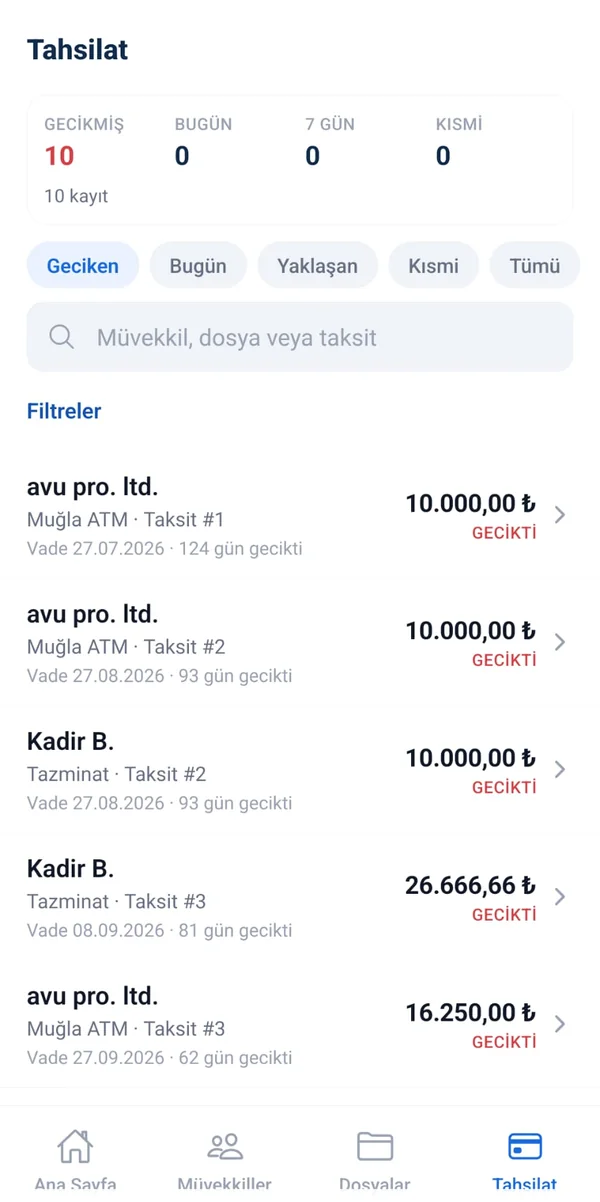 Tahsilat
GECİKMİŞ BUGÜN 7 GÜN KISMİ
10 0 0 0
10 kayıt
Geciken Bugün Yaklaşan Kısmi Tümü
Müvekkil, dosya veya taksit
Filtreler
avu pro. ltd.
10.000,00 ₺
Muğla ATM · Taksit #1
GECİKTİ
Vade 27.07.2026 · 124 gün gecikti
avu pro. ltd.
10.000,00 ₺
Muğla ATM · Taksit #2
GECİKTİ
Vade 27.08.2026 · 93 gün gecikti
Kadir B.
10.000,00 ₺
Tazminat · Taksit #2
GECİKTİ
Vade 27.08.2026 · 93 gün gecikti
Kadir B.
26.666,66 ₺
Tazminat · Taksit #3
GECİKTİ
Vade 08.09.2026 · 81 gün gecikti
avu pro. ltd.
16.250,00 ₺
Muğla ATM · Taksit #3
GECİKTİ
Vade 27.09.2026 · 62 gün gecikti
Ana Sayfa Müvekkiller Dosyalar Tahsilat